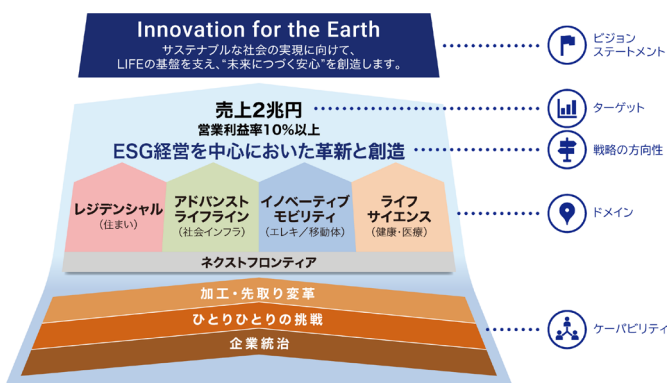 Innovation for the Earth
サステナブルな社会の実現に向けて、
LIFEの基盤を支え、“未来につづく安心”を創造します。
ビジョン
ステートメント
売上2兆円
営業利益率10%以上
ターゲット
ESG経営を中心においた革新と創造
戦略の方向性
レジデンシャル
(住まい)
アドバンスト
ライフライン
(社会インフラ)
イノベーティブ
モビリティ
(エレキ/移動体)
ライフ
サイエンス
(健康・医療)
ドメイン
ネクストフロンティア
加工・先取り変革
ひとりひとりの挑戦
企業統治
ケーパビリティ